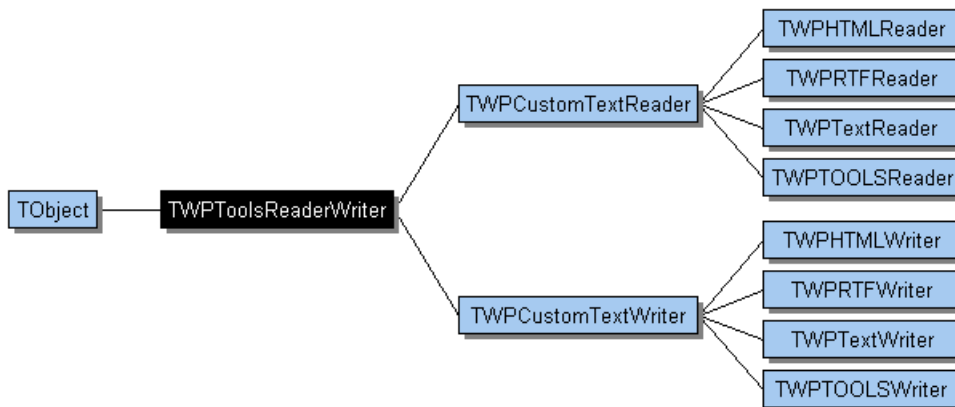 TObject
TWPToolsReaderWriter
TWPCustomTextReader
TWPHTMLReader
TWPRTFReader
TWPTextReader
TWPTOOLSReader
TWPCustomTextWriter
TWPHTMLWriter
TWPRTFWriter
TWPTextWriter
TWPTOOLSWriter